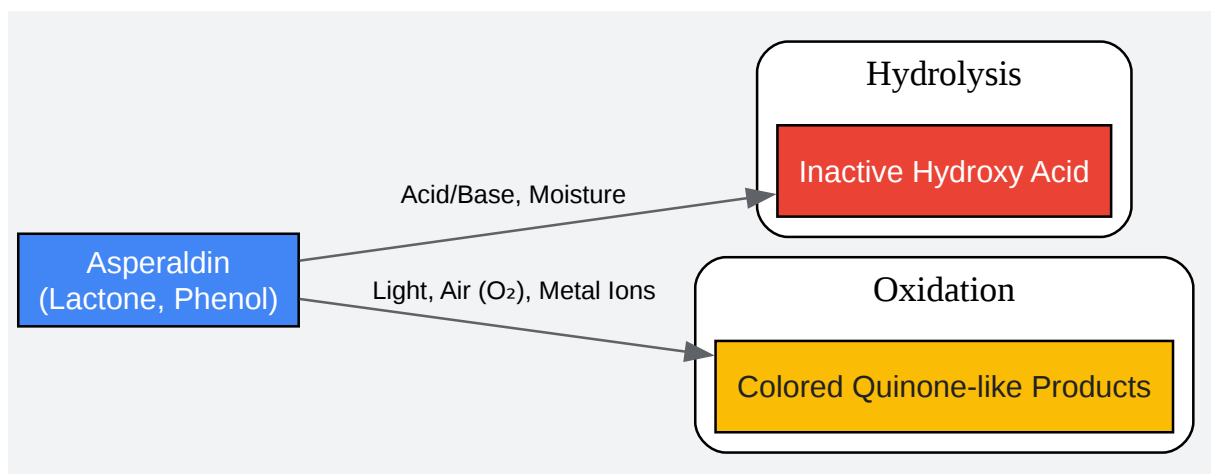 Hydrolysis
Inactive Hydroxy Acid
Acid/Base, Moisture
Asperaldin
(Lactone, Phenol)
Light, Air (O₂), Metal Ions
Oxidation
Colored Quinone-like Products